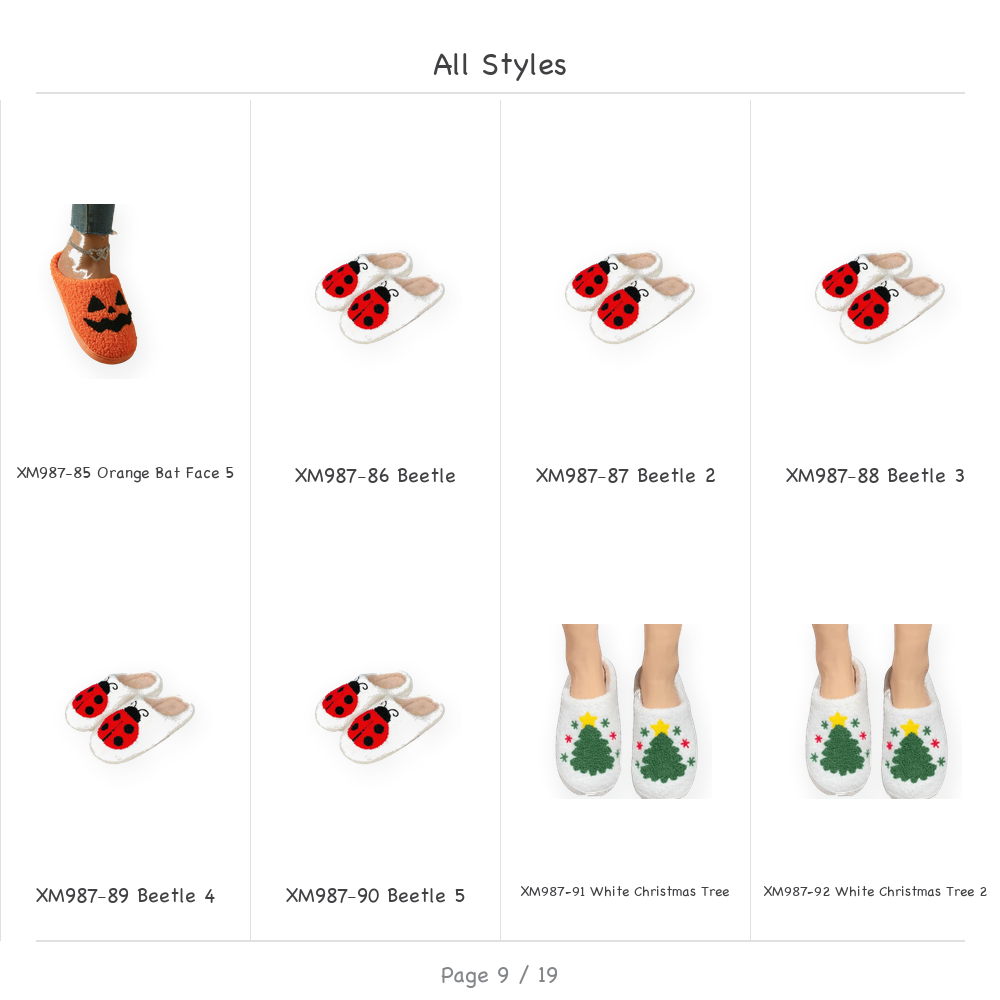 All Styles
XM987-85 Orange Bat Face 5
XM987-86 Beetle
XM987-87 Beetle 2
XM987-88 Beetle 3
XM987-89 Beetle 4
XM987-90 Beetle 5
XM987-91 White Christmas Tree
XM987-92 White Christmas Tree 2
Page 9 / 19